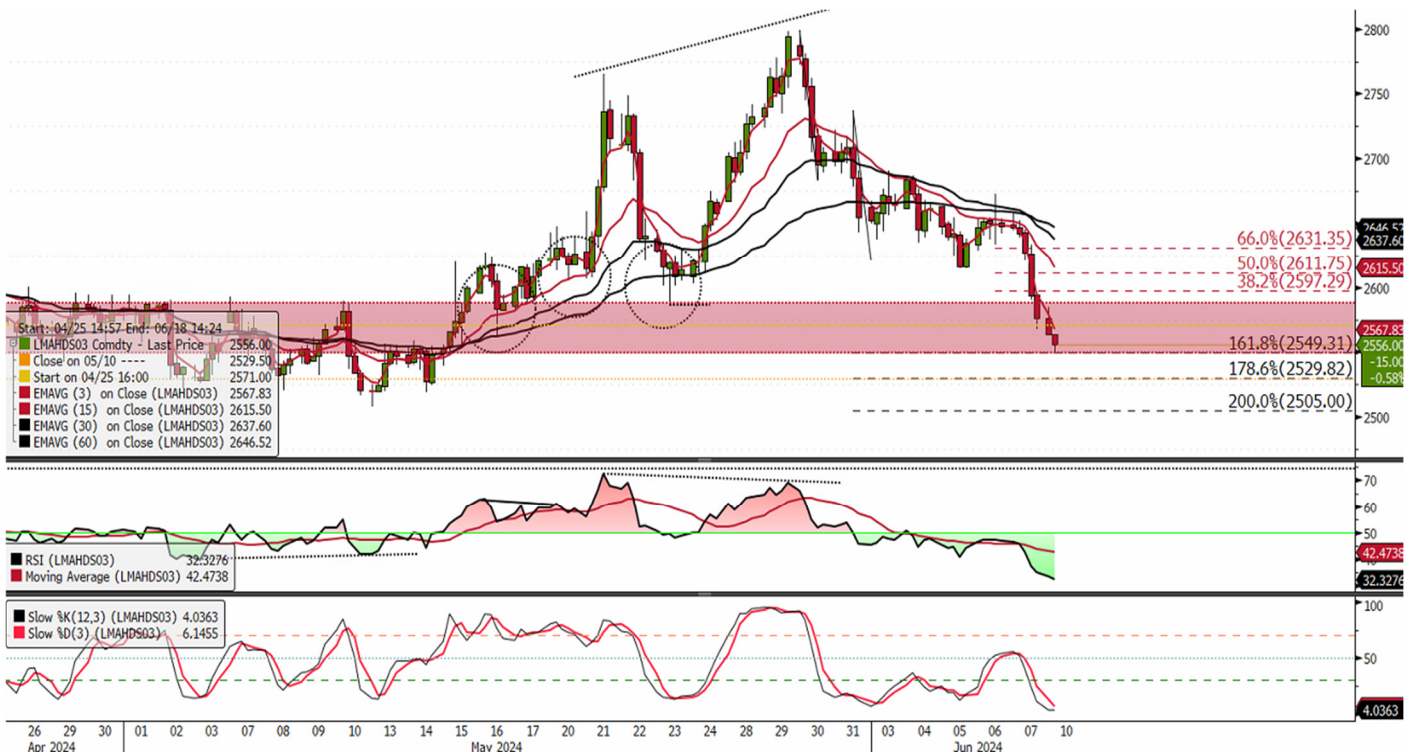 2800
2750
2700
2600
2500
2646.52
2637.60
2615.50
2567.83
2556.00
-15.00
-0.58%
66.0%(2631.35)
50.0%(2611.75)
38.2%(2597.29)
161.8%(2549.31)
178.6%(2529.82)
200.0%(2505.00)
Start: 04/25 14:57 End: 06/18 14:24
LMAHDS03 Comdty - Last Price 2556.00
Close on 05/10 ---- 2529.50
Start on 04/25 16:00 2571.00
EMAVG (3) on Close (LMAHDS03) 2567.83
EMAVG (15) on Close (LMAHDS03) 2615.50
EMAVG (30) on Close (LMAHDS03) 2637.60
EMAVG (60) on Close (LMAHDS03) 2646.52
70
60
50
42.4738
32.3276
RSI (LMAHDS03) 32.3276
Moving Average (LMAHDS03) 42.4738
Slow %K(12,3) (LMAHDS03) 4.0363
Slow %D(3) (LMAHDS03) 6.1455
100
50
4.0363
26 29 30 01 02 03 06 07 08 09 10 13 14 15 16 17 20 21 22 23 24 28 29 30 31 03 04 05 06 07 10
Apr 2024 May 2024 Jun 2024